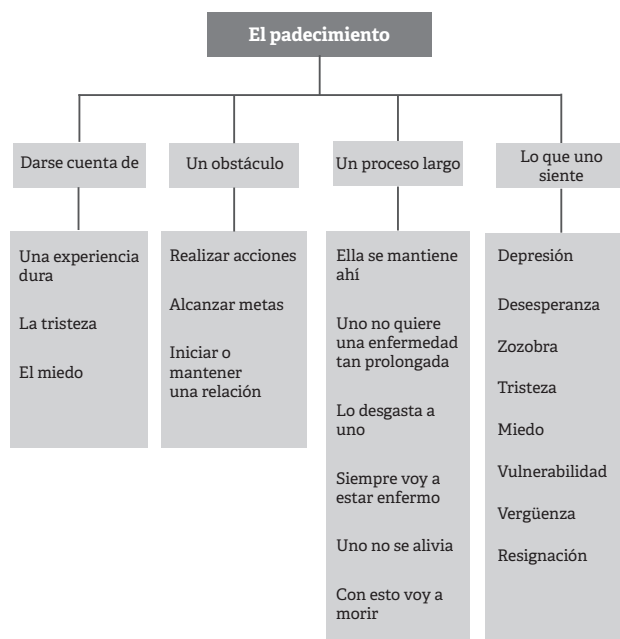 El padecimiento
Darse cuenta de
Una experiencia
dura
La tristeza
El miedo
Un obstáculo
Realizar acciones
Alcanzar metas
Iniciar o
mantener
una relación
Un proceso largo
Ella se mantiene
ahí
Uno no quiere
una enfermedad
tan prolongada
Lo desgasta a
uno
Siempre voy a
estar enfermo
Uno no se alivia
Con esto voy a
morir
Lo que uno
siente
Depresión
Desesperanza
Zozobra
Tristeza
Miedo
Vulnerabilidad
Vergüenza
Resignación